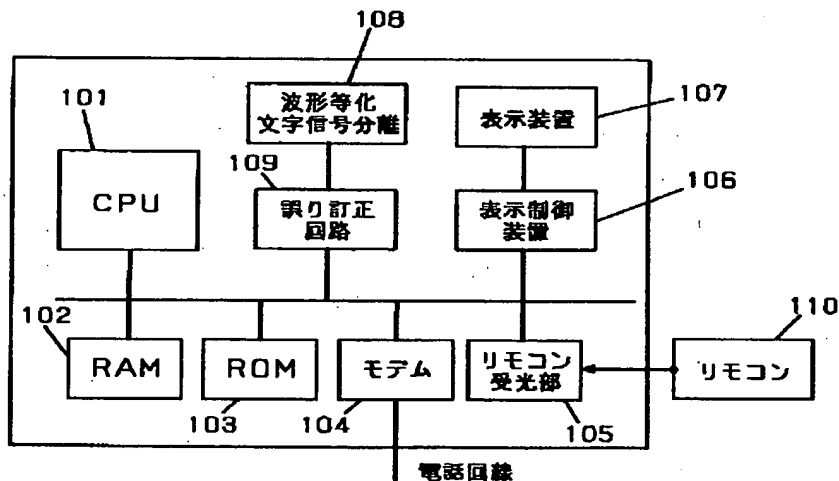 108
101
波形等化
文字信号分離
表示装置
107
109
CPU
誤り訂正
回路
表示制御
装置
106
102
RAM
ROM
モデム
リモコン
受光部
リモコン
110
103
104
105
電話回線